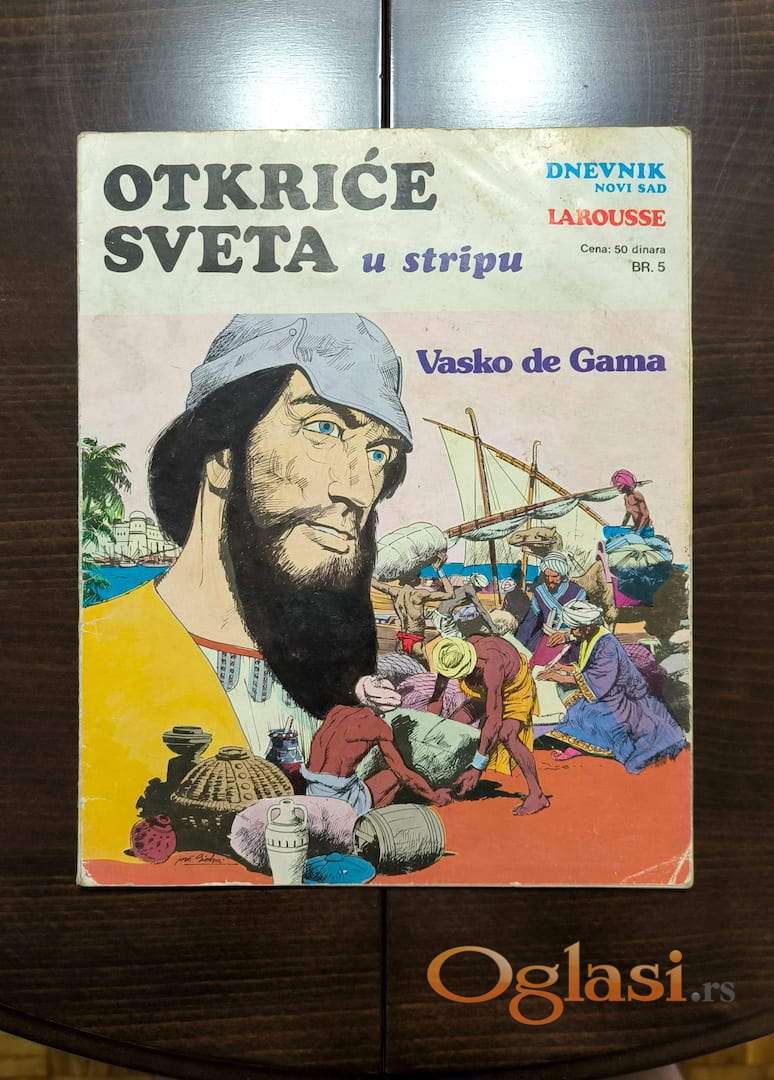 OTKRIĆE
SVETA u stripu
DNEVNIK
NOVI SAD
LAROUSSE
Cena: 50 dinara
BR. 5
Vasko de Gama
Oglasi.rs